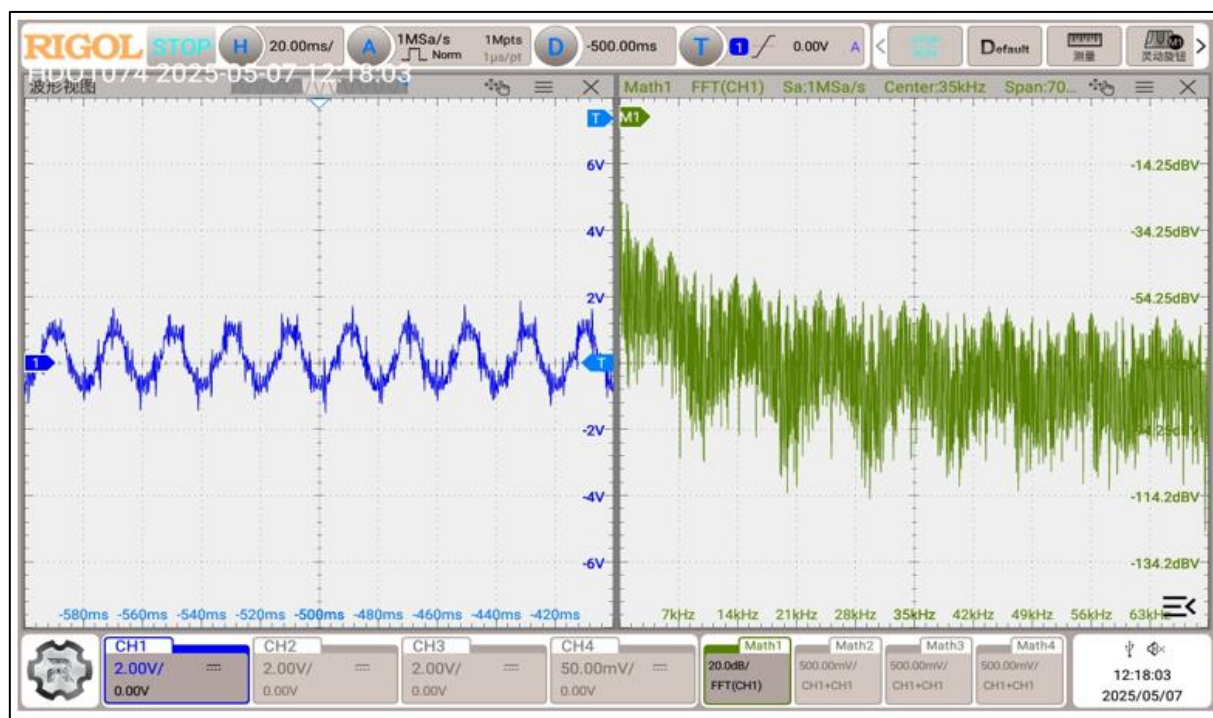 RIGOL STOP H 20.00ms/ A 1MSa/s Norm 1Mpts 1μs/pt D -500.00ms T 1 0.00V A < STOP RUN Default 测量 灵动旋钮 >
HDO1074 2025-05-07 12:18:03
波形视图
Math1 FFT(CH1) Sa:1MSa/s Center:35kHz Span:70...
T
M1
6V
-14.25dBV
4V
-34.25dBV
2V
-54.25dBV
1
T
-2V
-4V
-114.2dBV
-6V
-134.2dBV
-580ms -560ms -540ms -520ms -500ms -480ms -460ms -440ms -420ms
7kHz 14kHz 21kHz 28kHz 35kHz 42kHz 49kHz 56kHz 63kHz
CH1 CH2 CH3 CH4 Math1 Math2 Math3 Math4
2.00V/ 2.00V/ 2.00V/ 50.00mV/ 20.0dB/ 500.00mV/ 500.00mV/ 500.00mV/
0.00V 0.00V 0.00V 0.00V FFT(CH1) CH1+CH1 CH1+CH1 CH1+CH1
12:18:03
2025/05/07